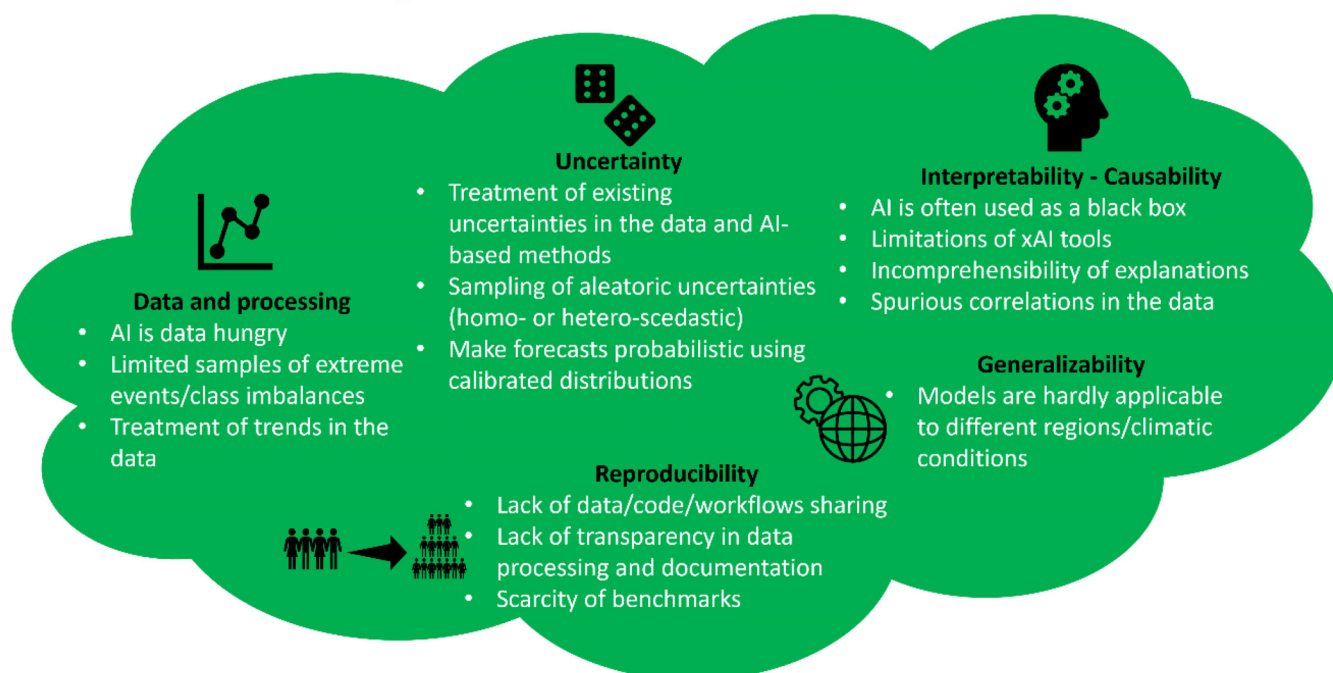 Uncertainty
• Treatment of existing
uncertainties in the data and AI-
based methods
• Sampling of aleatoric uncertainties
(homo- or hetero-scedastic)
• Make forecasts probabilistic using
calibrated distributions
Interpretability - Causability
• AI is often used as a black box
• Limitations of xAI tools
• Incomprehensibility of explanations
• Spurious correlations in the data
Data and processing
• AI is data hungry
• Limited samples of extreme
events/class imbalances
• Treatment of trends in the
data
Generalizability
• Models are hardly applicable
to different regions/climatic
conditions
Reproducibility
• Lack of data/code/workflows sharing
• Lack of transparency in data
processing and documentation
• Scarcity of benchmarks